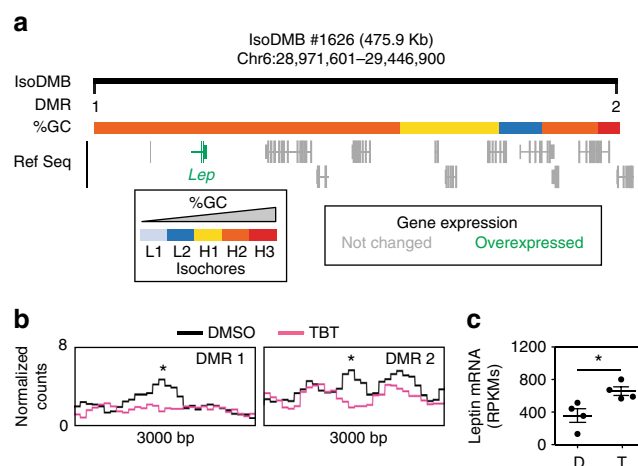 a
IsoDMB #1626 (475.9 Kb)
Chr6:28,971,601–29,446,900
IsoDMB
DMR 1 2
%GC
Ref Seq
Lep
%GC
L1 L2 H1 H2 H3
Isochores
Gene expression
Not changed Overexpressed
b
DMSO TBT
Normalized counts
8
0
DMR 1
*
3000 bp
DMR 2
*
3000 bp
c
Leptin mRNA
(RPKMs)
1200
800
400
0
*
D T